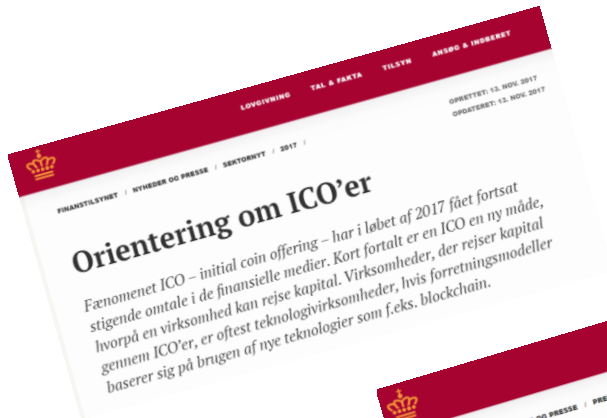 LOVGIVNING TAL & FAKTA TILSYN ANSØG & INDBERET
OPRETTET: 13. NOV. 2017
OPDATERET: 13. NOV. 2017
FINANSTILSYNET / NYHEDER OG PRESSE / SEKTORNYT / 2017 /
Orientering om ICO’er
Fænomenet ICO – initial coin offering – har i løbet af 2017 fået fortsat
stigende omtale i de finansielle medier. Kort fortalt er en ICO en ny måde,
hvorpå en virksomhed kan rejse kapital. Virksomheder, der rejser kapital
gennem ICO’er, er oftest teknologivirksomheder, hvis forretningsmodeller
baserer sig på brugen af nye teknologier som f.eks. blockchain.
PRESSE /